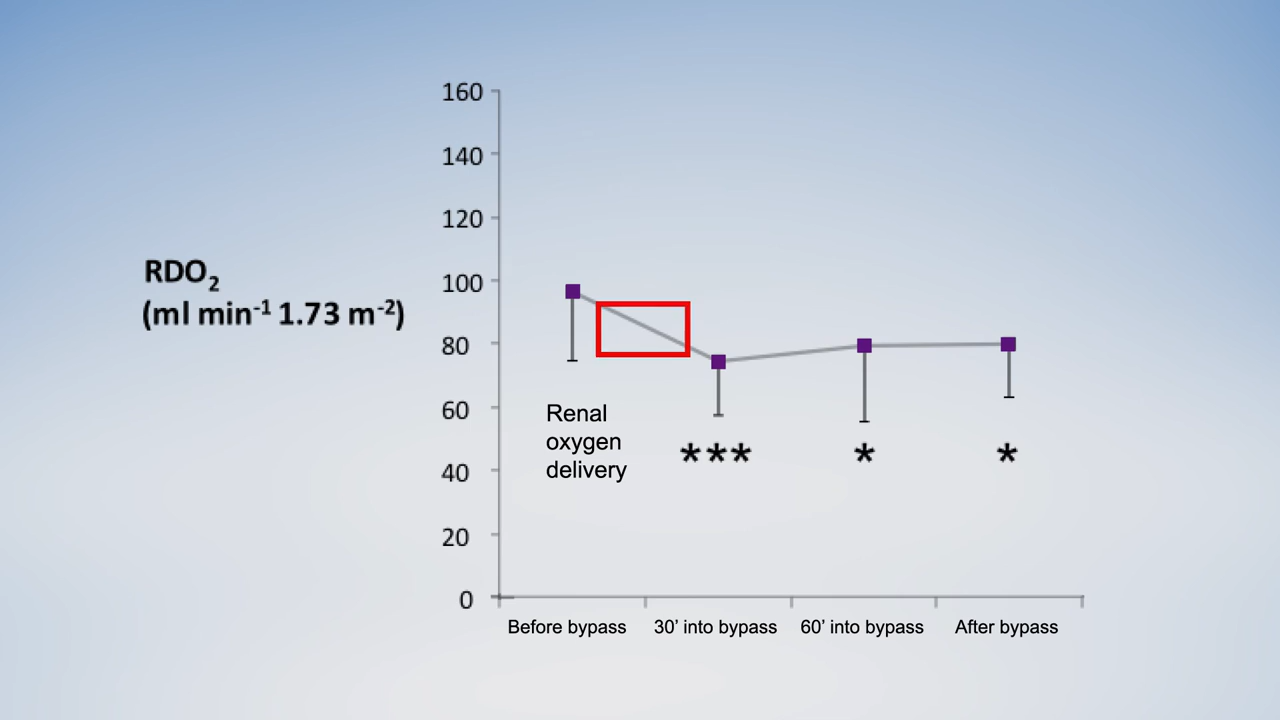 160
140
120
100
80
60
40
20
0
RDO₂
(ml min⁻¹ 1.73 m⁻²)
Renal
oxygen
delivery
*** * *
Before bypass 30’ into bypass 60’ into bypass After bypass